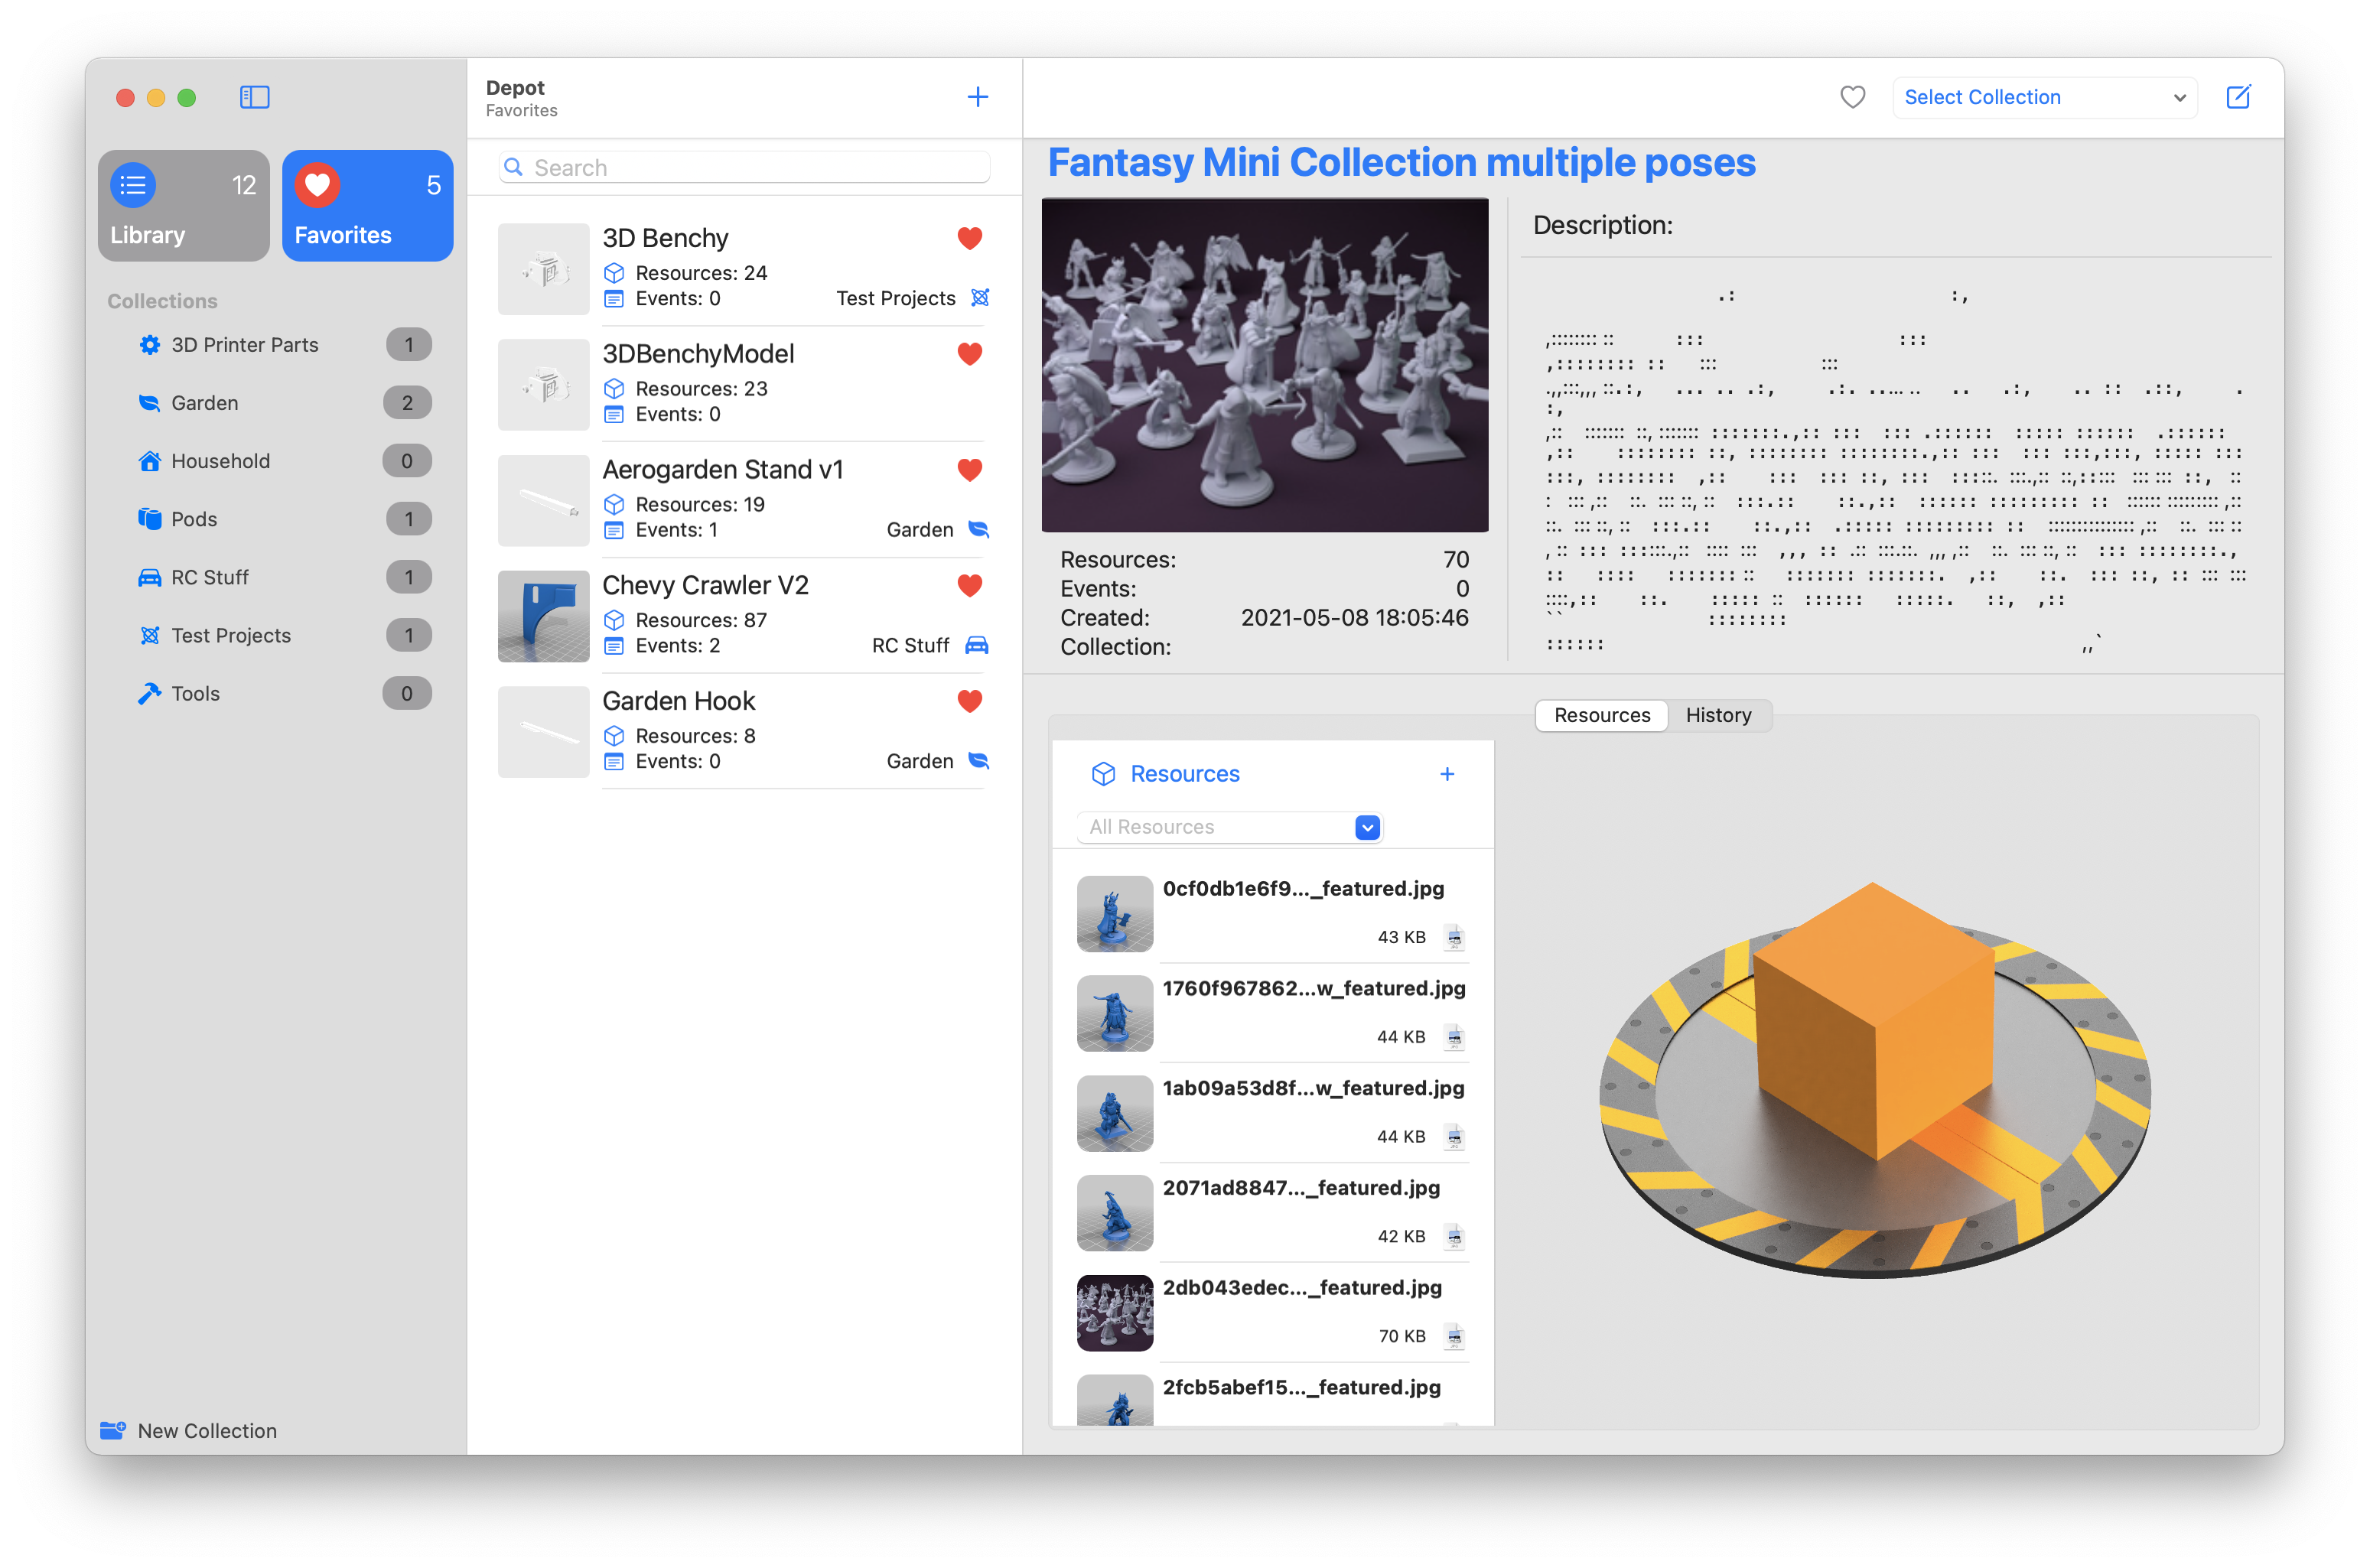 Library
12
Favorites
5
Collections
3D Printer Parts
1
Garden
2
Household
0
Pods
1
RC Stuff
1
Test Projects
1
Tools
0
New Collection
Depot
Favorites
Search
3D Benchy
Resources: 24
Events: 0
Test Projects
3DBenchyModel
Resources: 23
Events: 0
Aerogarden Stand v1
Resources: 19
Events: 1
Garden
Chevy Crawler V2
Resources: 87
Events: 2
RC Stuff
Garden Hook
Resources: 8
Events: 0
Garden
Select Collection
Fantasy Mini Collection multiple poses
Resources: 70
Events: 0
Created: 2021-05-08 18:05:46
Collection:
Description:
Resources
History
Resources
All Resources
0cf0db1e6f9..._featured.jpg
43 KB
1760f967862...w_featured.jpg
44 KB
1ab09a53d8f...w_featured.jpg
44 KB
2071ad8847..._featured.jpg
42 KB
2db043edec..._featured.jpg
70 KB
2fcb5abef15..._featured.jpg